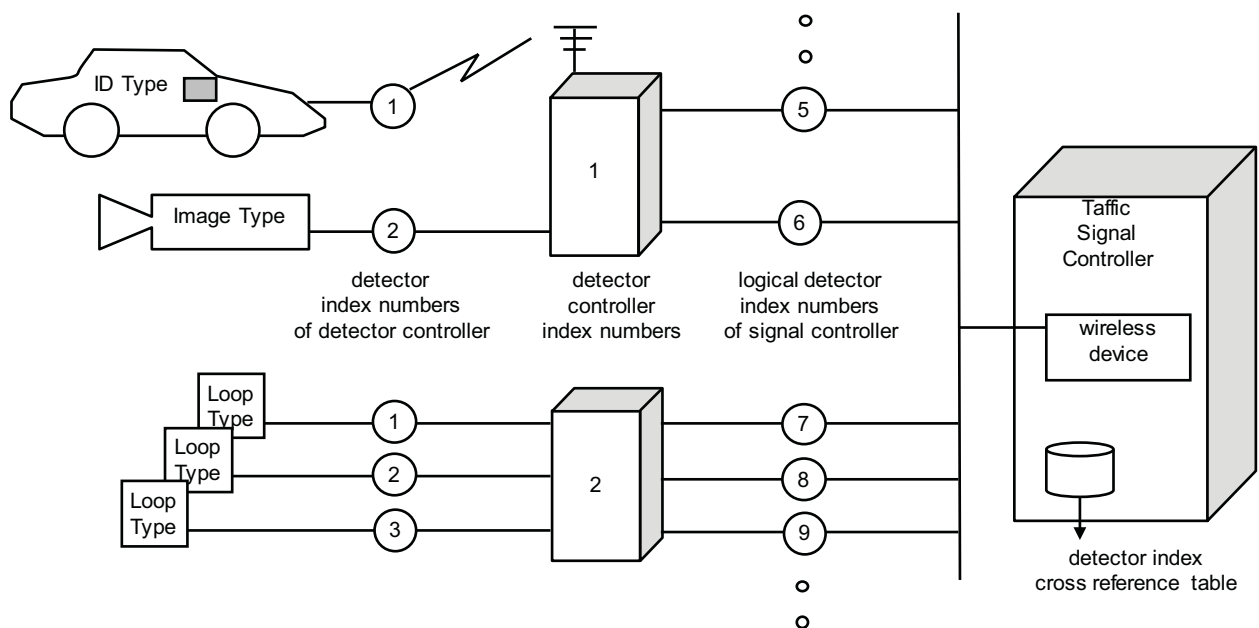 ID Type
1
5
1
Image Type
2
6
detector
index numbers
of detector controller
detector
controller
index numbers
logical detector
index numbers
of signal controller
Taffic
Signal
Controller
wireless
device
Loop
Type
1
7
Loop
Type
2
8
2
Loop
Type
3
9
detector index
cross reference table